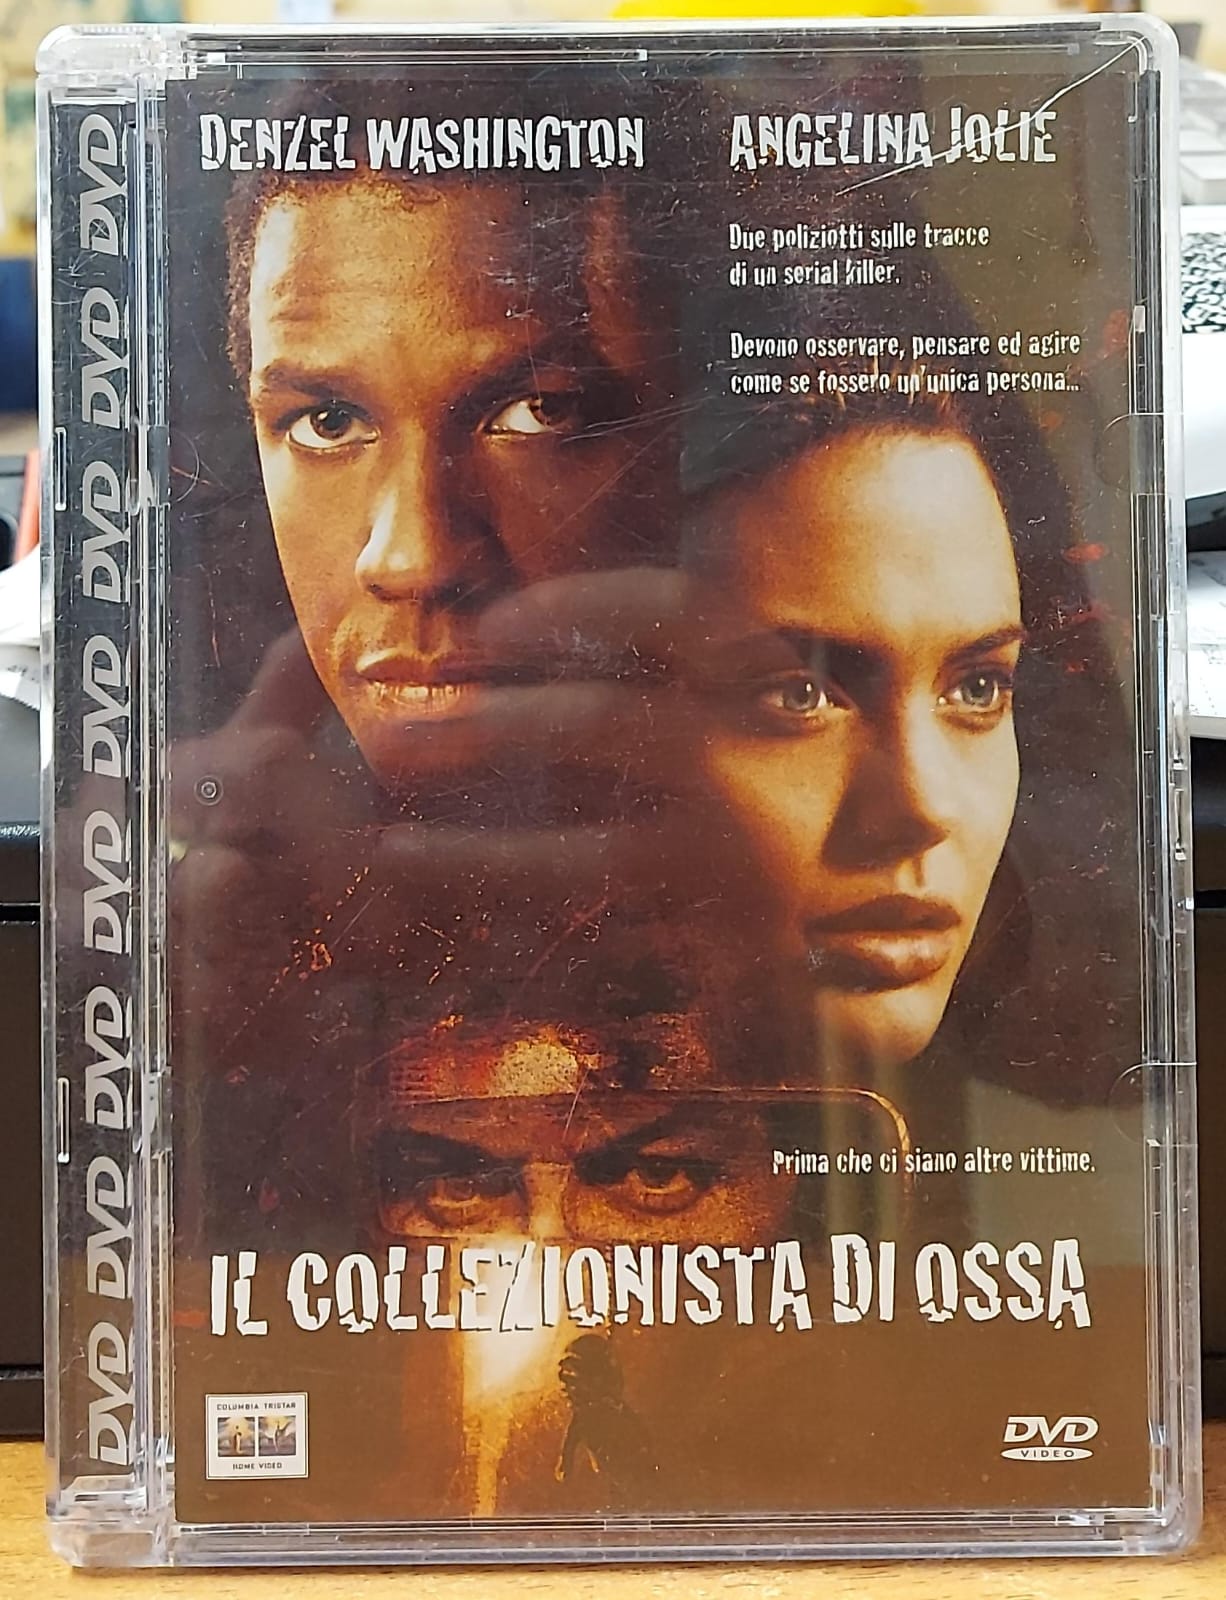 DENZEL WASHINGTON
ANGELINA JOLIE
Due poliziotti sulle tracce
di un serial killer.
Devono osservare, pensare ed agire
come se fossero un'unica persona...
Prima che ci siano altre vittime.
IL COLLEZIONISTA DI OSSA
COLUMBIA TRISTAR
HOME VIDEO
DVD
VIDEO
DVD DVD DVD DVD DVD DVD DVD DVD